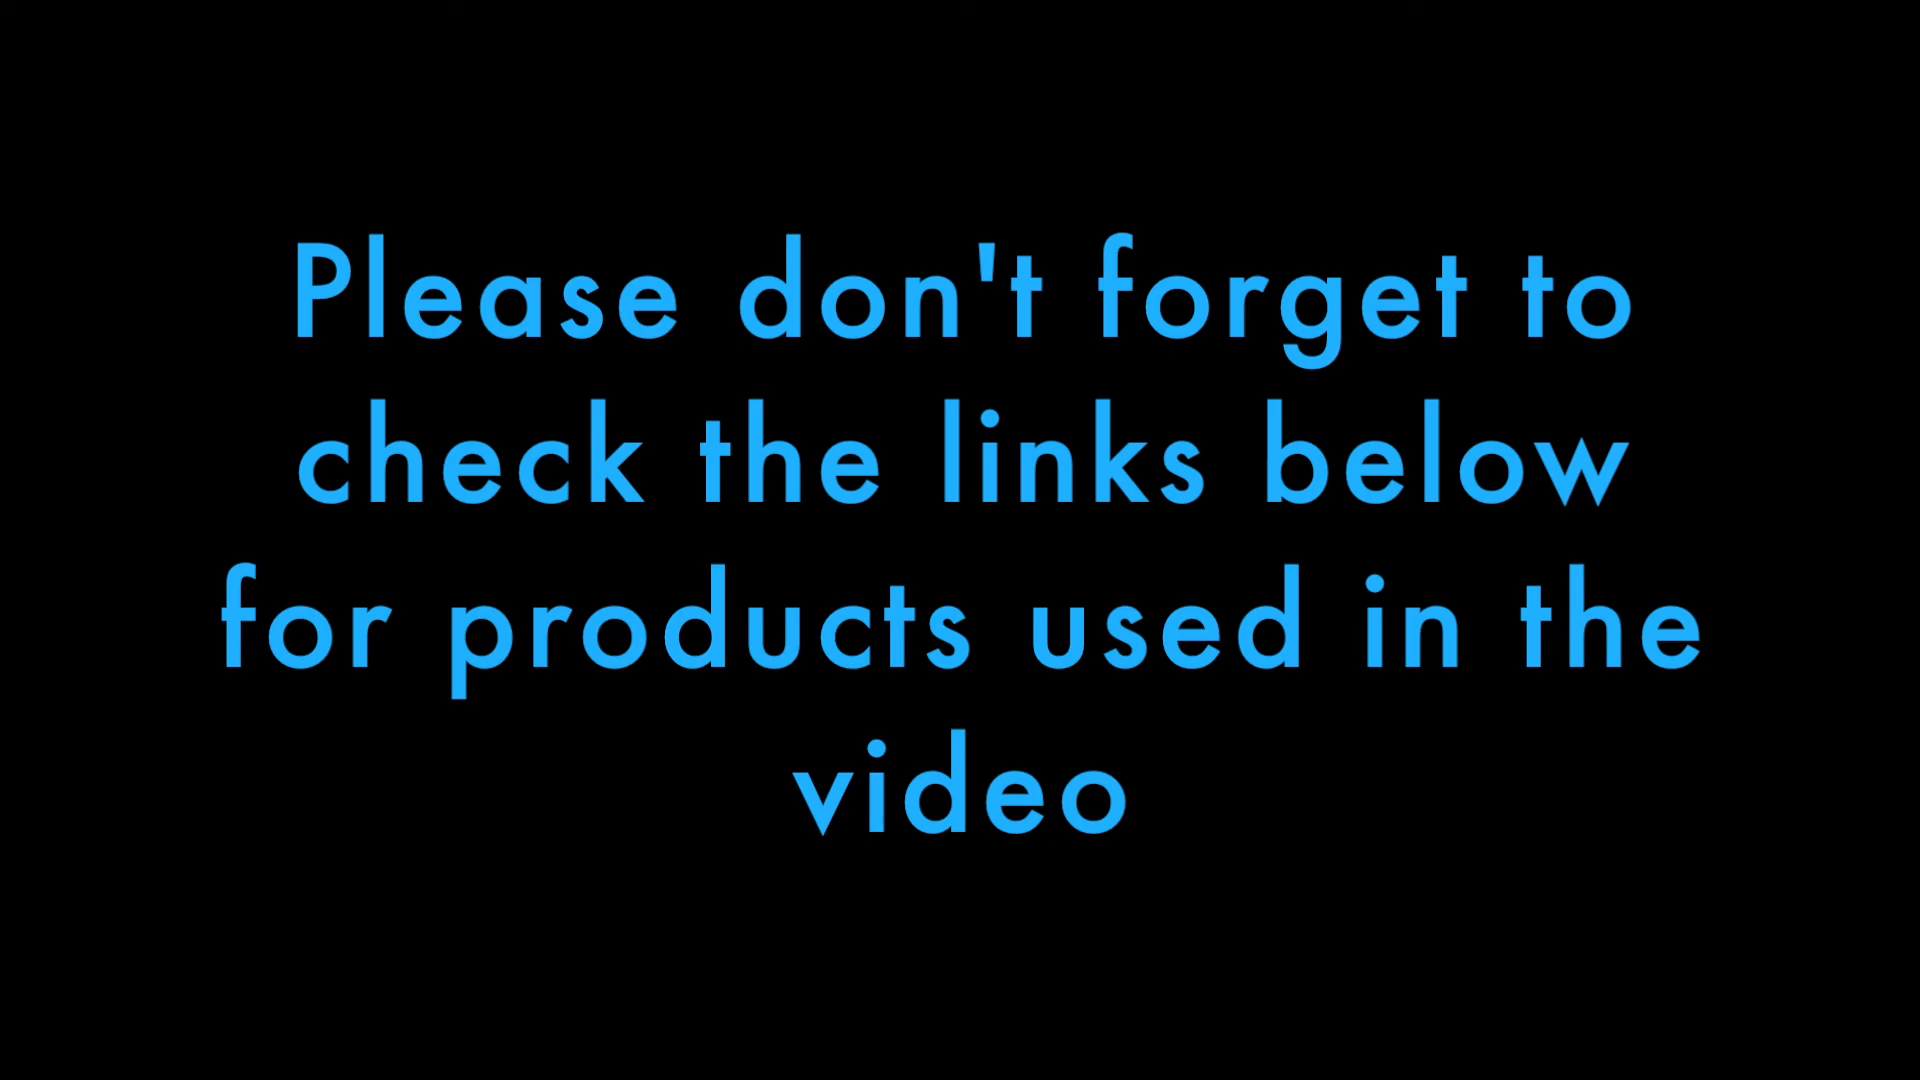 Please don't forget to
check the links below
for products used in the
video